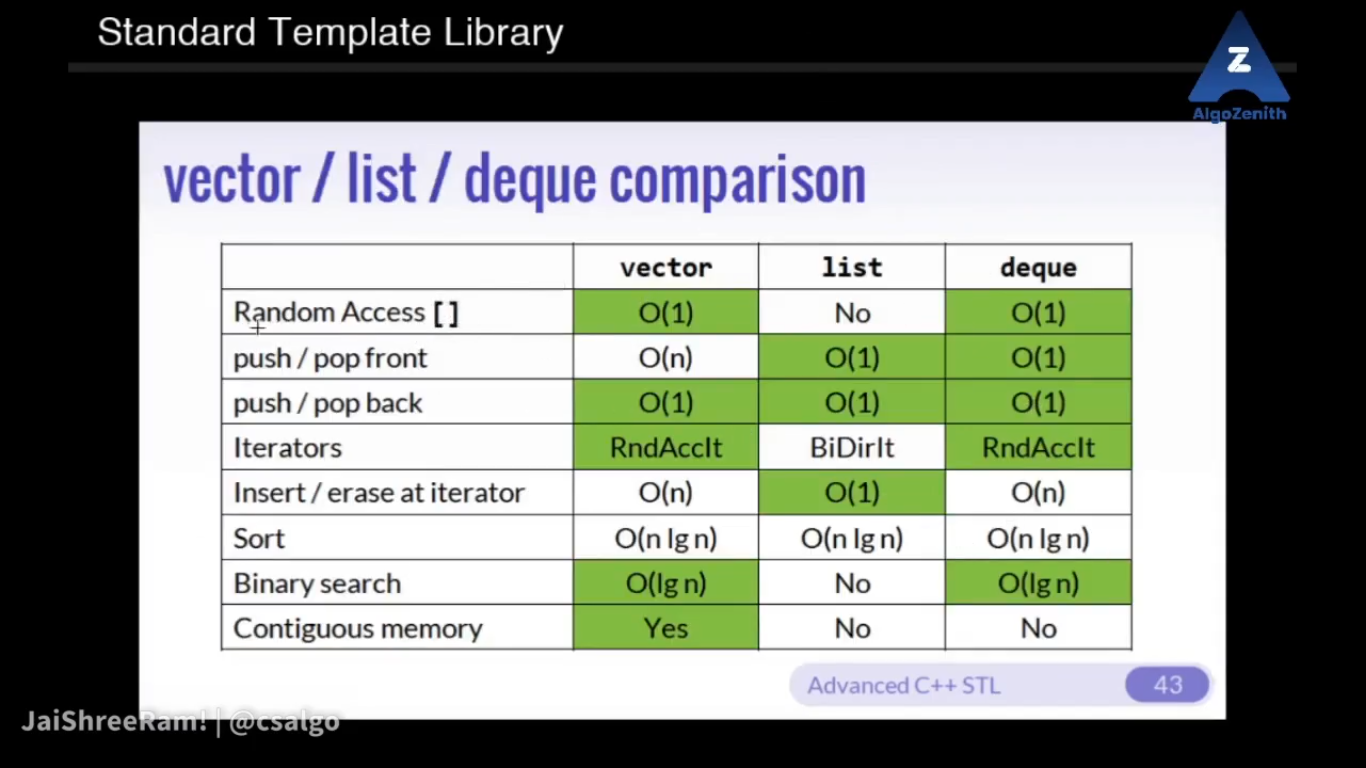 Standard Template Library
Z
AlgoZenith
vector / list / deque comparison
vector list deque
Random Access [] O(1) No O(1)
push / pop front O(n) O(1) O(1)
push / pop back O(1) O(1) O(1)
Iterators RndAccIt BiDirIt RndAccIt
Insert / erase at iterator O(n) O(1) O(n)
Sort O(n lg n) O(n lg n) O(n lg n)
Binary search O(lg n) No O(lg n)
Contiguous memory Yes No No
Advanced C++ STL 43
JaiShreeRam! | @csalgo